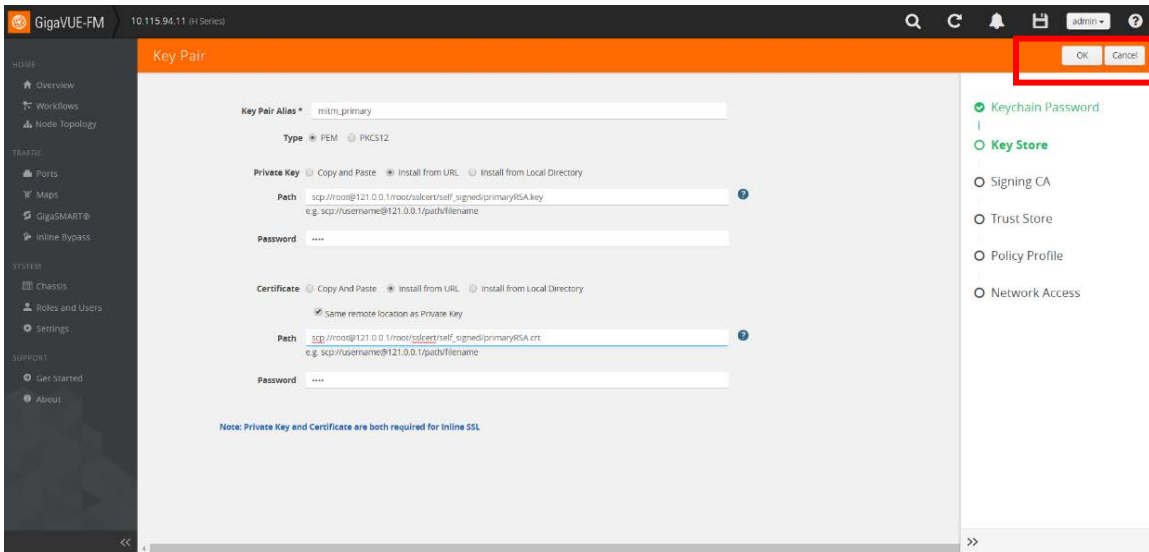 GigaVUE-FM 10.115.94.11 (H Series) admin
Key Pair OK Cancel
HOME
Overview
Workflows
Node Topology
TRAFFIC
Ports
Maps
GigaSMART®
Inline Bypass
SYSTEM
Chassis
Roles and Users
Settings
SUPPORT
Get Started
About
Key Pair Alias * mitm_primary
Type PEM PKCS12
Private Key Copy and Paste Install from URL Install from Local Directory
Path scp://root@121.0.0.1/root/sslcert/self_signed/primaryRSA.key
e.g. scp://username@121.0.0.1/path/filename
Password ••••
Certificate Copy And Paste Install from URL Install from Local Directory
Same remote location as Private Key
Path scp://root@121.0.0.1/root/sslcert/self_signed/primaryRSA.crt
e.g. scp://username@121.0.0.1/path/filename
Password ••••
Note: Private Key and Certificate are both required for Inline SSL
Keychain Password
Key Store
Signing CA
Trust Store
Policy Profile
Network Access